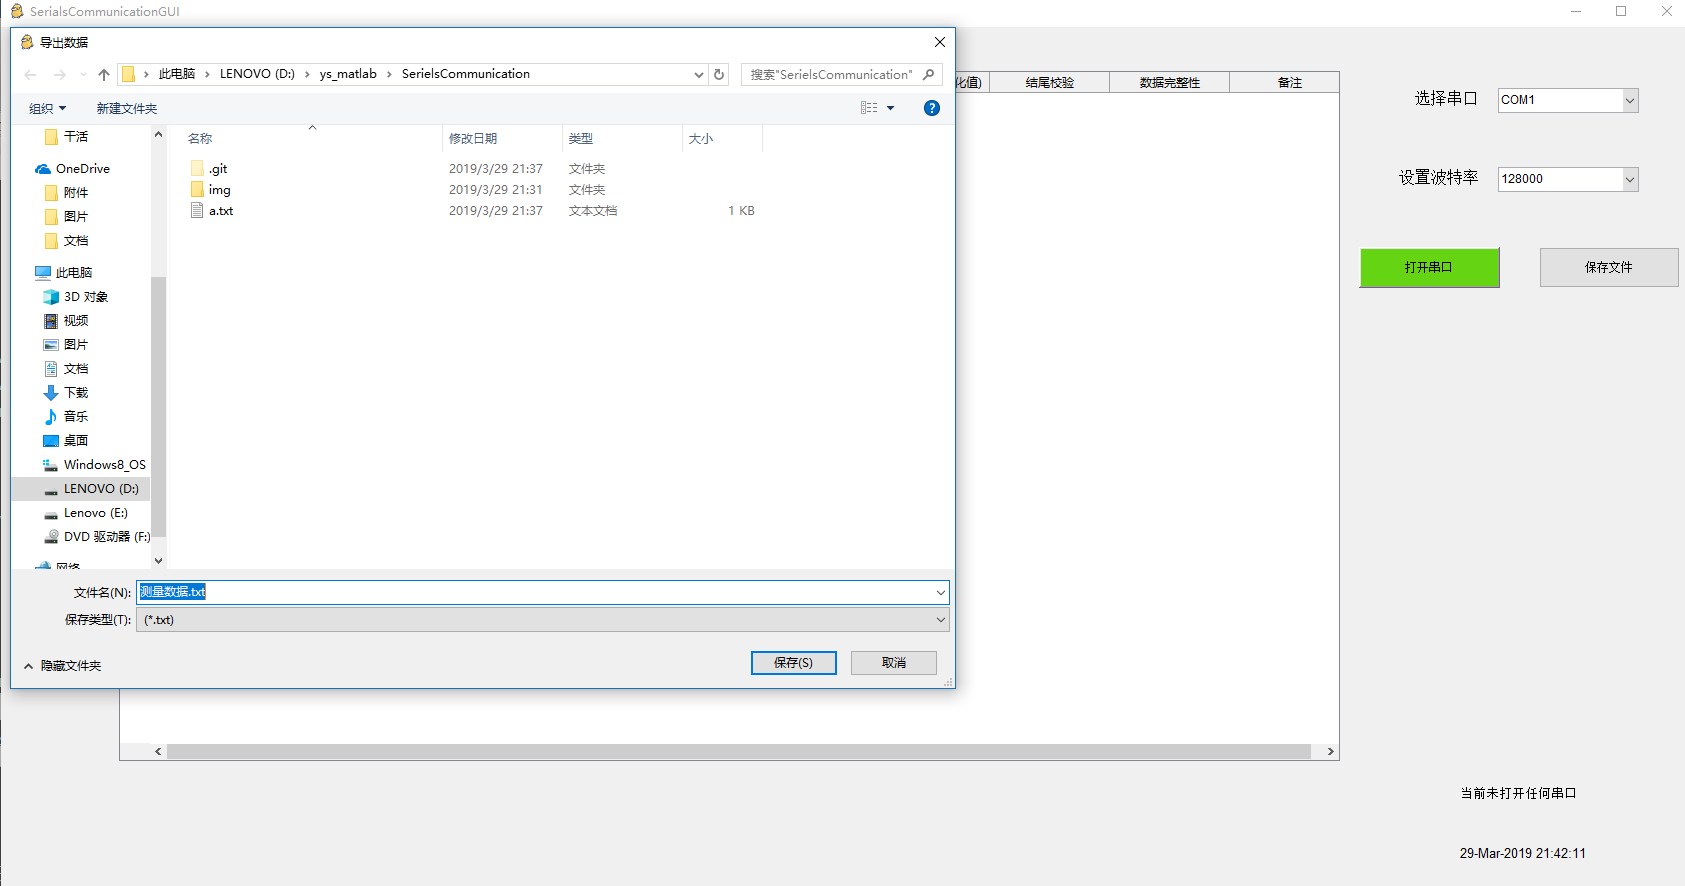 SerialsCommunicationGUI
导出数据
此电脑 LENOVO (D:) ys_matlab SerielsCommunication
搜索"SerielsCommunication"
组织 新建文件夹
干活
OneDrive
附件
图片
文档
此电脑
3D 对象
视频
图片
文档
下载
音乐
桌面
Windows8_OS
LENOVO (D:)
Lenovo (E:)
DVD 驱动器 (F:)
网络
名称 修改日期 类型 大小
.git 2019/3/29 21:37 文件夹
img 2019/3/29 21:31 文件夹
a.txt 2019/3/29 21:37 文本文档 1 KB
文件名(N): 测量数据.txt
保存类型(T): (*.txt)
隐藏文件夹 保存(S) 取消
化值) 结尾校验 数据完整性 备注
选择串口 COM1
设置波特率 128000
打开串口 保存文件
当前未打开任何串口
29-Mar-2019 21:42:11